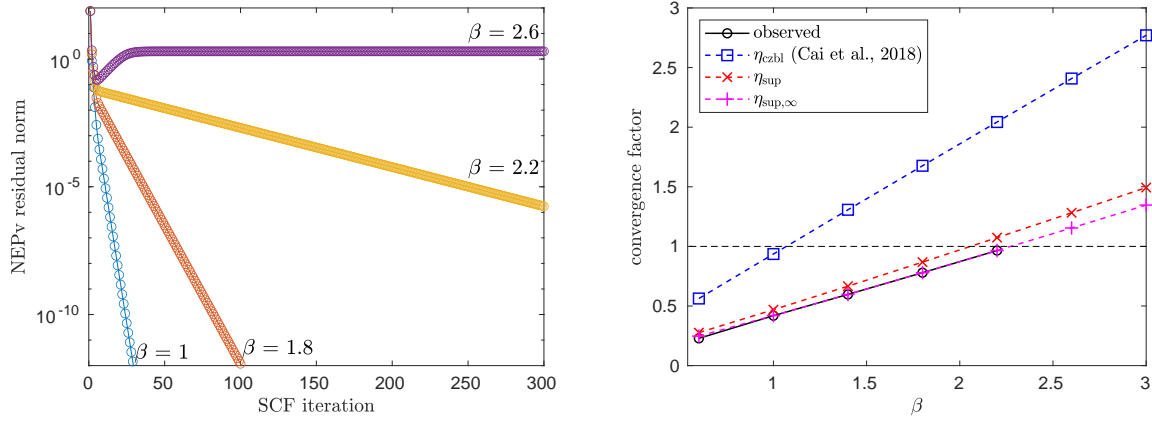 NEPv residual norm
10^0
10^-5
10^-10
0
50
100
150
200
250
300
SCF iteration
β = 2.6
β = 2.2
β = 1.8
β = 1
convergence factor
3
2.5
2
1.5
1
0.5
0
1
1.5
2
2.5
3
β
observed
η_czbl (Cai et al., 2018)
η_sup
η_sup,∞